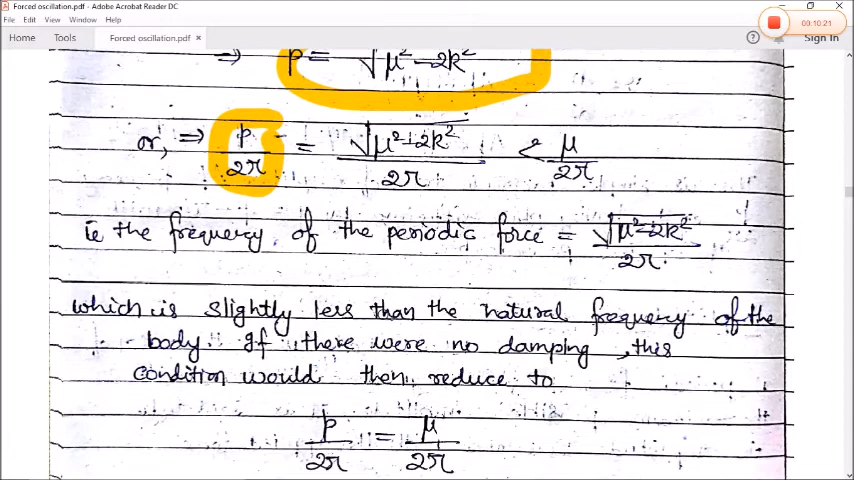 Forced oscillation.pdf - Adobe Acrobat Reader DC
File Edit View Window Help
Home Tools Forced oscillation.pdf × 00:10:21 Sign In
⇒ p = √μ²-2k²
or, ⇒ p/2π = √μ²-2k²/2π < μ/2π
ie the frequency of the periodic force = √μ²-2k²/2π
which is slightly less than the natural frequency of the
body. If there were no damping, this
condition would then reduce to
p/2π = μ/2π